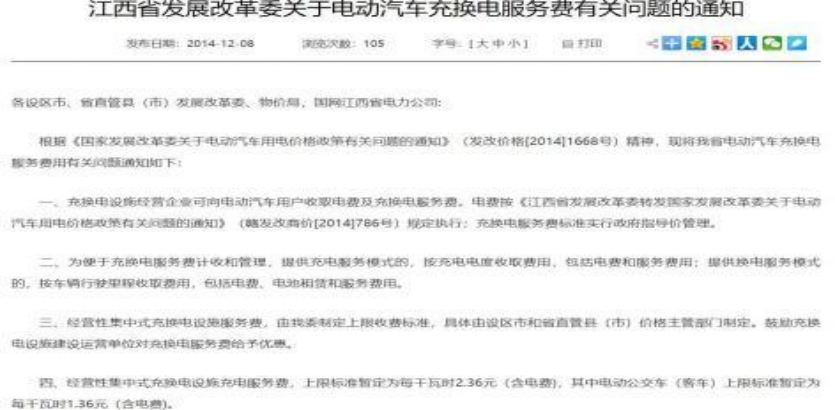 江西省发展改革委关于电动汽车充换电服务费有关问题的通知
发布日期: 2014-12-08 浏览次数: 105 字号: [大 中 小] 打印
各设区市、省直管县（市）发展改革委、物价局，国网江西省电力公司:
根据《国家发展改革委关于电动汽车用电价格政策有关问题的通知》（发改价格[2014]1668号）精神，现将我省电动汽车充换电
服务费用有关问题通知如下:
一、充换电设施经营企业可向电动汽车用户收取电费及充换电服务费。电费按《江西省发展改革委转发国家发展改革委关于电动
汽车用电价格政策有关问题的通知》（赣发改商价[2014]786号）规定执行; 充换电服务费标准实行政府指导价管理。
二、为便于充换电服务费计收和管理，提供充电服务模式的，按充电电度收取费用，包括电费和服务费用; 提供换电服务模式
的，按车辆行驶里程收取费用，包括电费、电池租赁和服务费用。
三、经营性集中式充换电设施服务费，由我委制定上限收费标准，具体由设区市和省直管县（市）价格主管部门制定。鼓励充换
电设施建设运营单位对充换电服务费给予优惠。
四、经营性集中式充换电设施充电服务费，上限标准暂定为每千瓦时2.36元（含电费)，其中电动公交车（客车）上限标准暂定为
每千瓦时1.36元（含电费)。